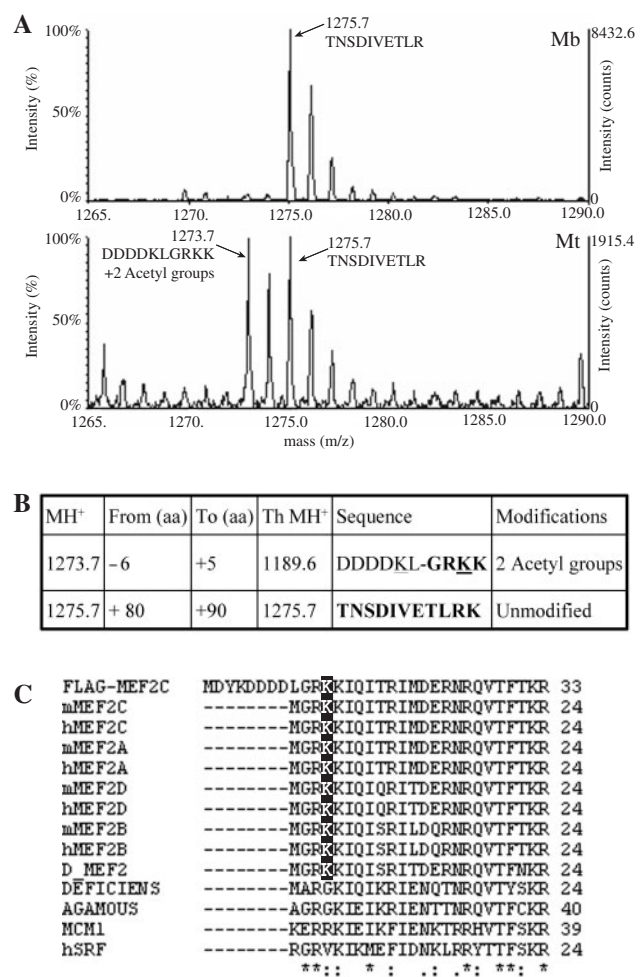 A
1275.7
TNSDIVETLR
Mb
8432.6
100%
50%
0%
Intensity (%)
Intensity (counts)
0
1265.
1270.
1275.0
1280.0
1285.0
1290.0
1273.7
DDDDKLGRKK
+2 Acetyl groups
1275.7
TNSDIVETLR
Mt
1915.4
100%
50%
0%
Intensity (%)
Intensity (counts)
0
1265.
1270.0
1275.0
1280.0
1285.0
1290.0
mass (m/z)
B
MH+ From (aa) To (aa) Th MH+ Sequence Modifications
1273.7 –6 +5 1189.6 DDDDKL-GRKK 2 Acetyl groups
1275.7 + 80 +90 1275.7 TNSDIVETLRK Unmodified
C
FLAG-MEF2C MDYKDDDDLGRKKIQITRIMDERNRQVTFTKR 33
mMEF2C --------MGRKKIQITRIMDERNRQVTFTKR 24
hMEF2C --------MGRKKIQITRIMDERNRQVTFTKR 24
mMEF2A --------MGRKKIQITRIMDERNRQVTFTKR 24
hMEF2A --------MGRKKIQITRIMDERNRQVTFTKR 24
mMEF2D --------MGRKKIQIQRITDERNRQVTFTKR 24
hMEF2D --------MGRKKIQIQRITDERNRQVTFTKR 24
mMEF2B --------MGRKKIQISRILDQRNRQVTFTKR 24
hMEF2B --------MGRKKIQISRILDQRNRQVTFTKR 24
D_MEF2 --------MGRKKIQISRITDERNRQVTFNKR 24
DEFICIENS --------MARGKIQIKRIENQTNRQVTYSKR 24
AGAMOUS --------AGRGKIEIKRIENTTNRQVTFCKR 40
MCM1 --------KERRKIEIKFIENKTRRHVTFSKR 39
hSRF --------RGRVKIKMEFIDNKLRRYTTFSKR 24
**:: * : .: .*: **: *